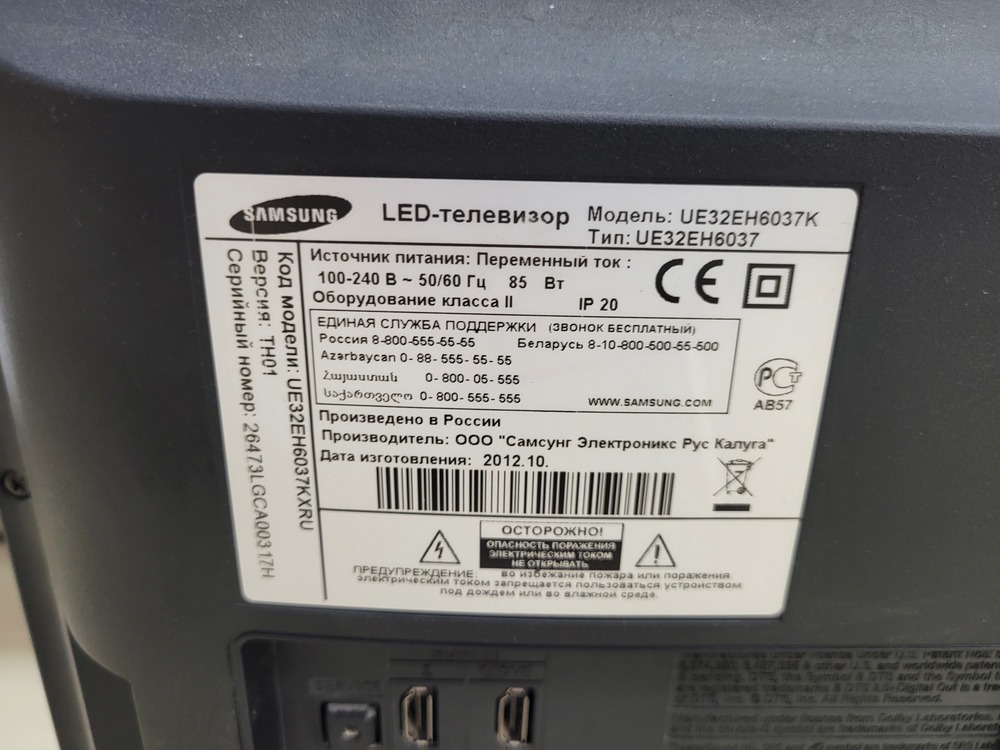 SAMSUNG LED-телевизор Модель: UE32EH6037K
Тип: UE32EH6037
Источник питания: Переменный ток :
100-240 В ~ 50/60 Гц 85 Вт
Оборудование класса II IP 20
ЕДИНАЯ СЛУЖБА ПОДДЕРЖКИ (ЗВОНОК БЕСПЛАТНЫЙ)
Россия 8-800-555-55-55 Беларусь 8-10-800-500-55-500
Azərbaycan 0- 88- 555- 55- 55
Հայաստան 0- 800- 05- 555
საქართველო 0- 800- 555- 555
WWW.SAMSUNG.COM
CE
РСТ
АВ57
Произведено в России
Производитель: ООО "Самсунг Электроникс Рус Калуга"
Дата изготовления: 2012.10.
Код модели: UE32EH6037KXRU
Версия: TH01
Серийный номер: 26473LGCA00317H
ОСТОРОЖНО!
ОПАСНОСТЬ ПОРАЖЕНИЯ
ЭЛЕКТРИЧЕСКИМ ТОКОМ
НЕ ОТКРЫВАТЬ
ПРЕДУПРЕЖДЕНИЕ: во избежание пожара или поражения
электрическим током запрещается пользоваться устройством
под дождем или во влажной среде.